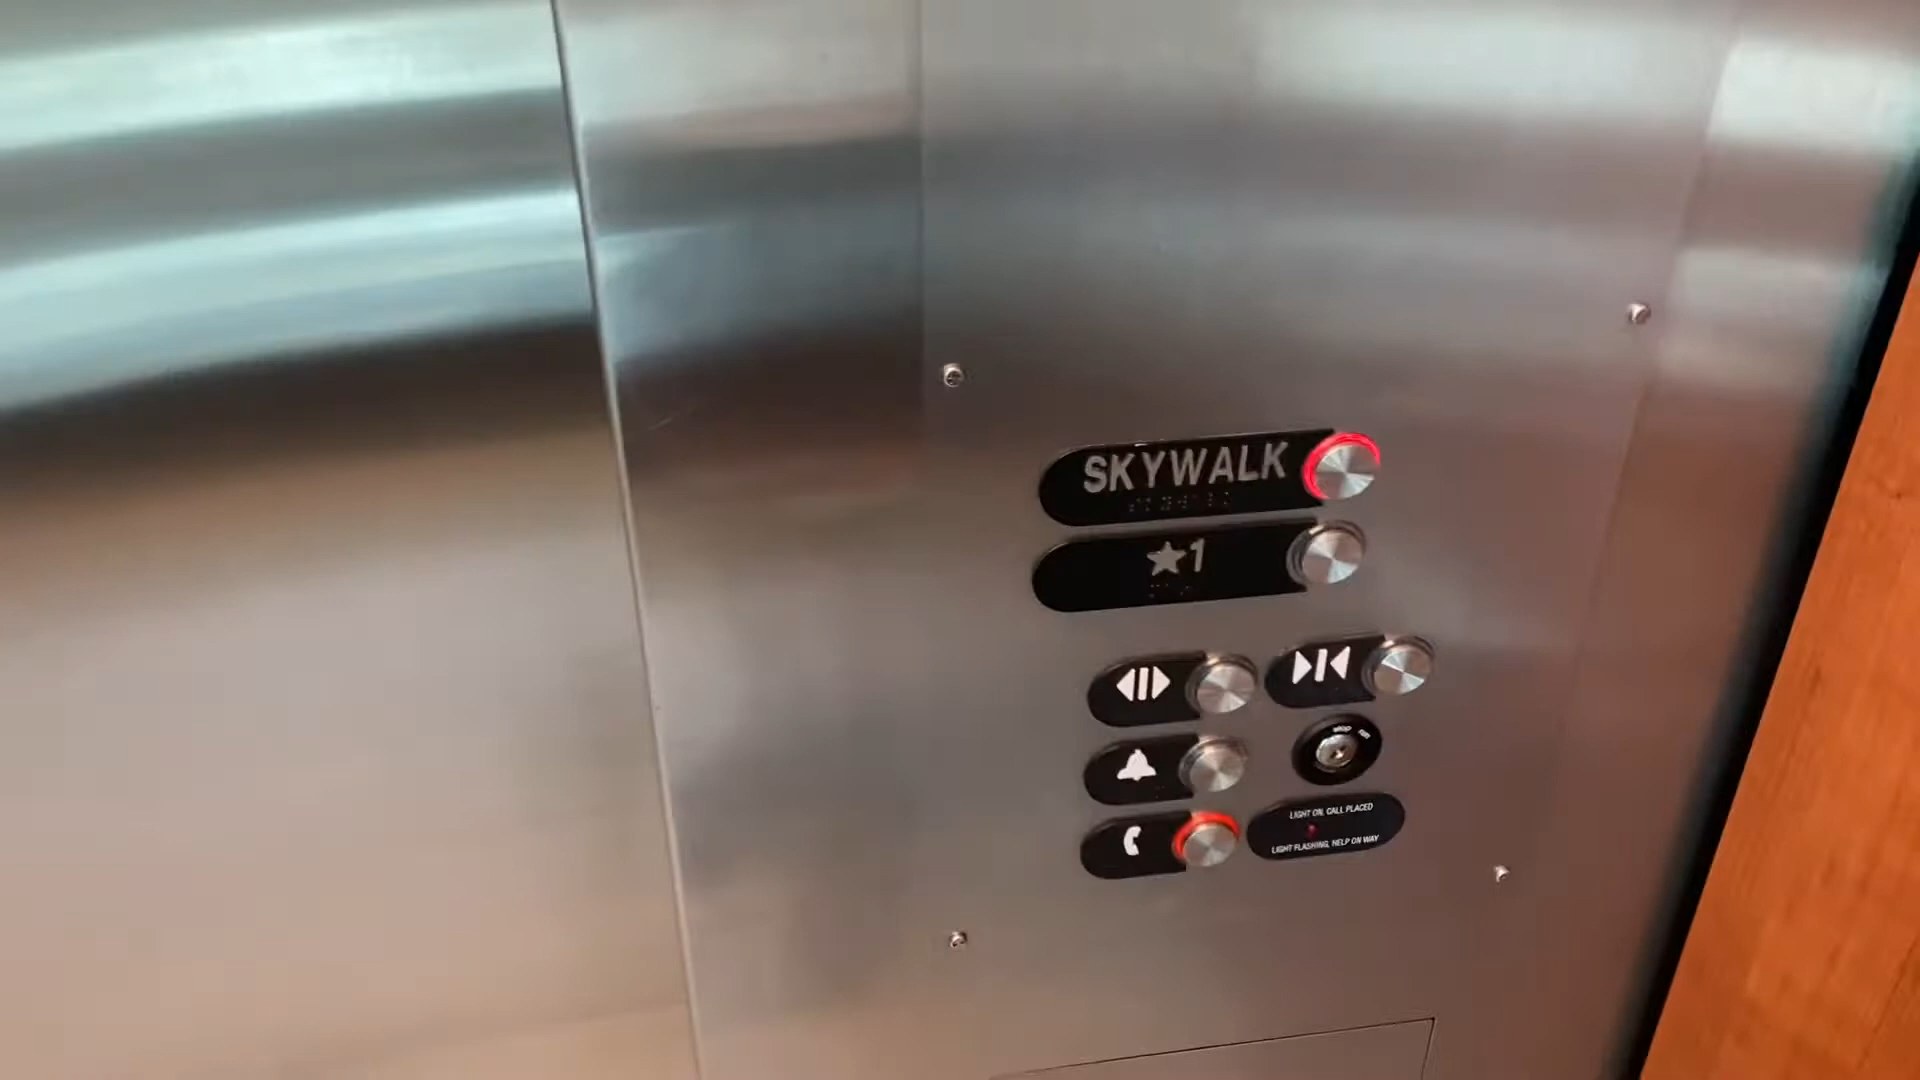 SKYWALK
★1
LIGHT ON, CALL PLACED
LIGHT FLASHING, HELP ON WAY